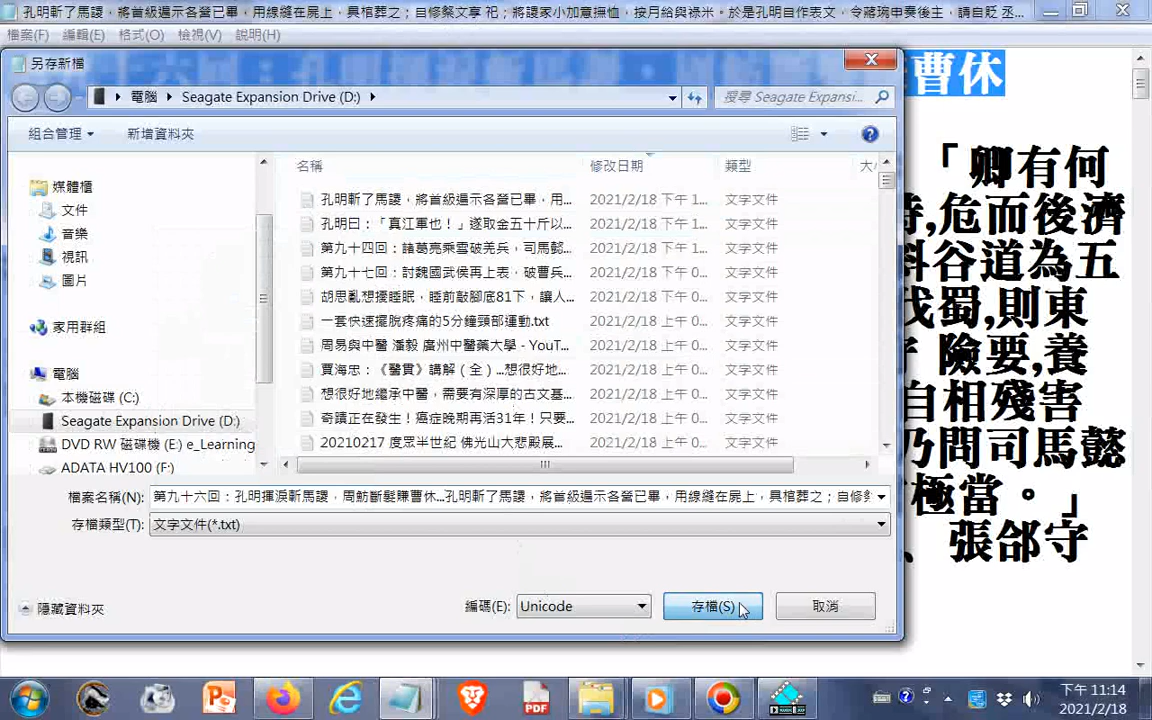 孔明斬了馬謖，將首級遍示各營已畢，用線縫在屍上，具棺葬之；自修祭文享 祀；將謖家小加意撫恤，按月給與祿米。於是孔明自作表文，令蔣琬申奏後主，請自貶 丞...
檔案(F) 編輯(E) 格式(O) 檢視(V) 說明(H)
另存新檔
曹休
電腦 Seagate Expansion Drive (D:) 搜尋 Seagate Expansi...
組合管理 新增資料夾
名稱 修改日期 類型 大
「卿有何
孔明斬了馬謖，將首級遍示各營已畢，用... 2021/2/18 下午 1... 文字文件
孔明曰：「真江軍也！」遂取金五十斤以... 2021/2/18 下午 1... 文字文件
第九十四回：諸葛亮乘雪破羌兵，司馬懿... 2021/2/18 下午 1... 文字文件
第九十七回：討魏國武侯再上表，破曹兵... 2021/2/18 下午 0... 文字文件
胡思亂想擾睡眠，睡前敲腳底81下，讓人... 2021/2/18 下午 0... 文字文件
一套快速擺脫疼痛的5分鐘頸部運動.txt 2021/2/18 上午 0... 文字文件
周易與中醫 潘毅 廣州中醫藥大學 - YouT... 2021/2/18 上午 0... 文字文件
賈海忠：《醫貫》講解（全）...想很好地... 2021/2/18 上午 0... 文字文件
想很好地繼承中醫，需要有深厚的古文基... 2021/2/18 上午 0... 文字文件
奇蹟正在發生！癌症晚期再活31年！只要... 2021/2/18 上午 0... 文字文件
20210217 度眾半世紀 佛光山大悲殿展... 2021/2/18 上午 0... 文字文件
媒體櫃
文件
音樂
視訊
圖片
家用群組
電腦
本機磁碟 (C:)
Seagate Expansion Drive (D:)
DVD RW 磁碟機 (E:) e_Learning
ADATA HV100 (F:)
,危而後濟
谷道為五
伐蜀,則東
險要,養
自相殘害
乃問司馬懿
極當。」
、 張郃守
檔案名稱(N): 第九十六回：孔明揮淚斬馬謖，周魴斷髮賺曹休...孔明斬了馬謖，將首級遍示各營已畢，用線縫在屍上，具棺葬之；自修
存檔類型(T): 文字文件(*.txt)
隱藏資料夾 編碼(E): Unicode 存檔(S) 取消
PDF
下午 11:14
2021/2/18